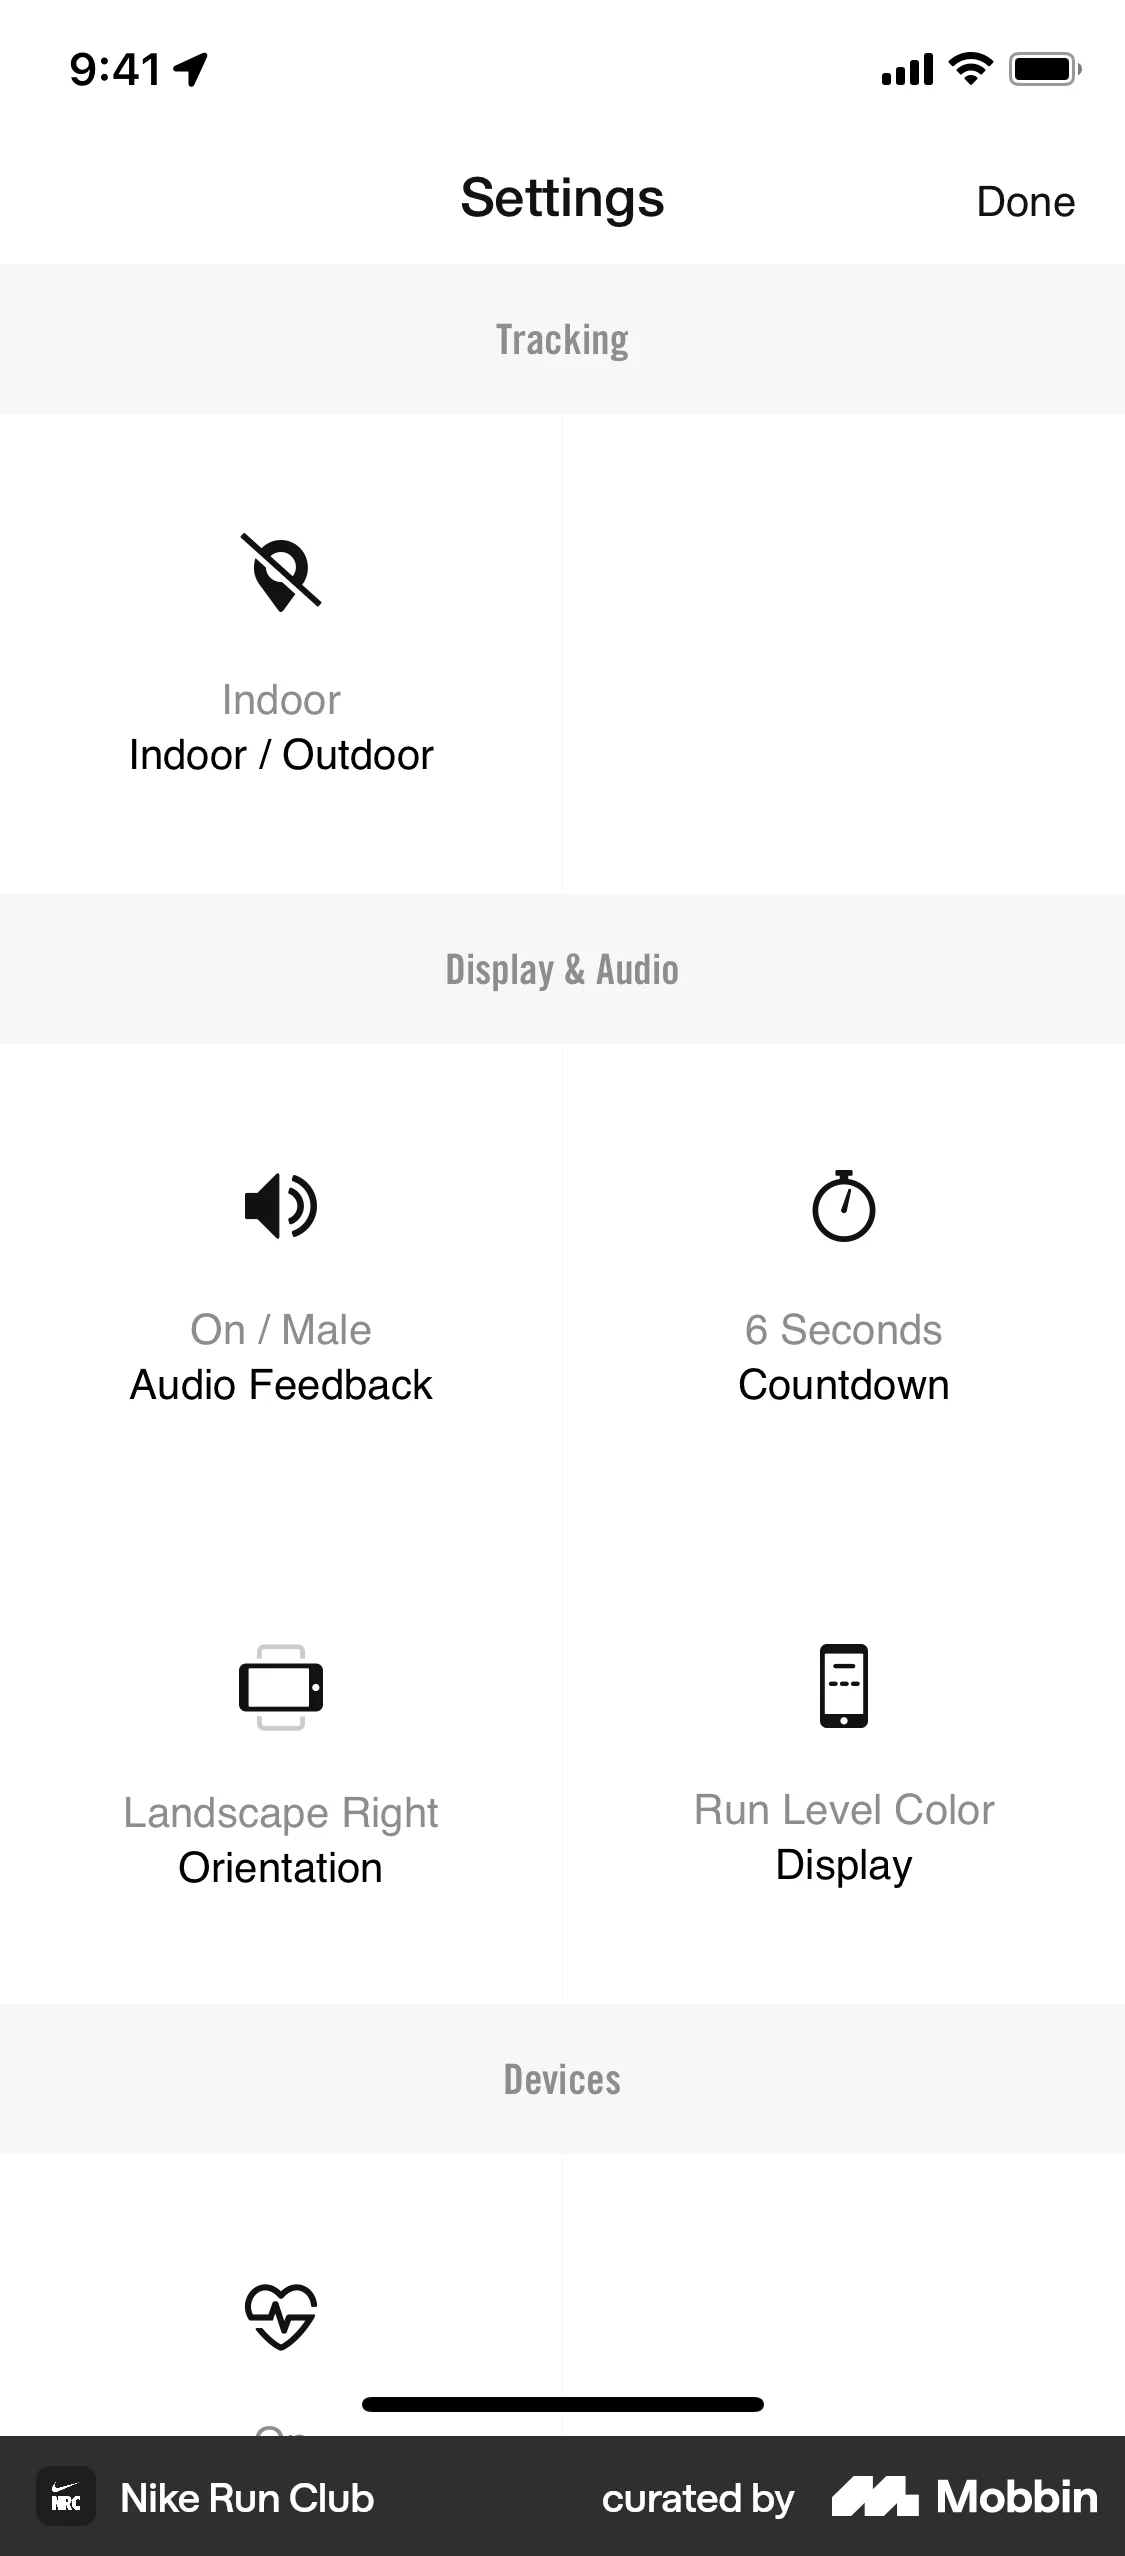 9:41
Settings
Done
Tracking
Indoor
Indoor / Outdoor
Display & Audio
On / Male
Audio Feedback
6 Seconds
Countdown
Landscape Right
Orientation
Run Level Color
Display
Devices
NRC
Nike Run Club
curated by
Mobbin